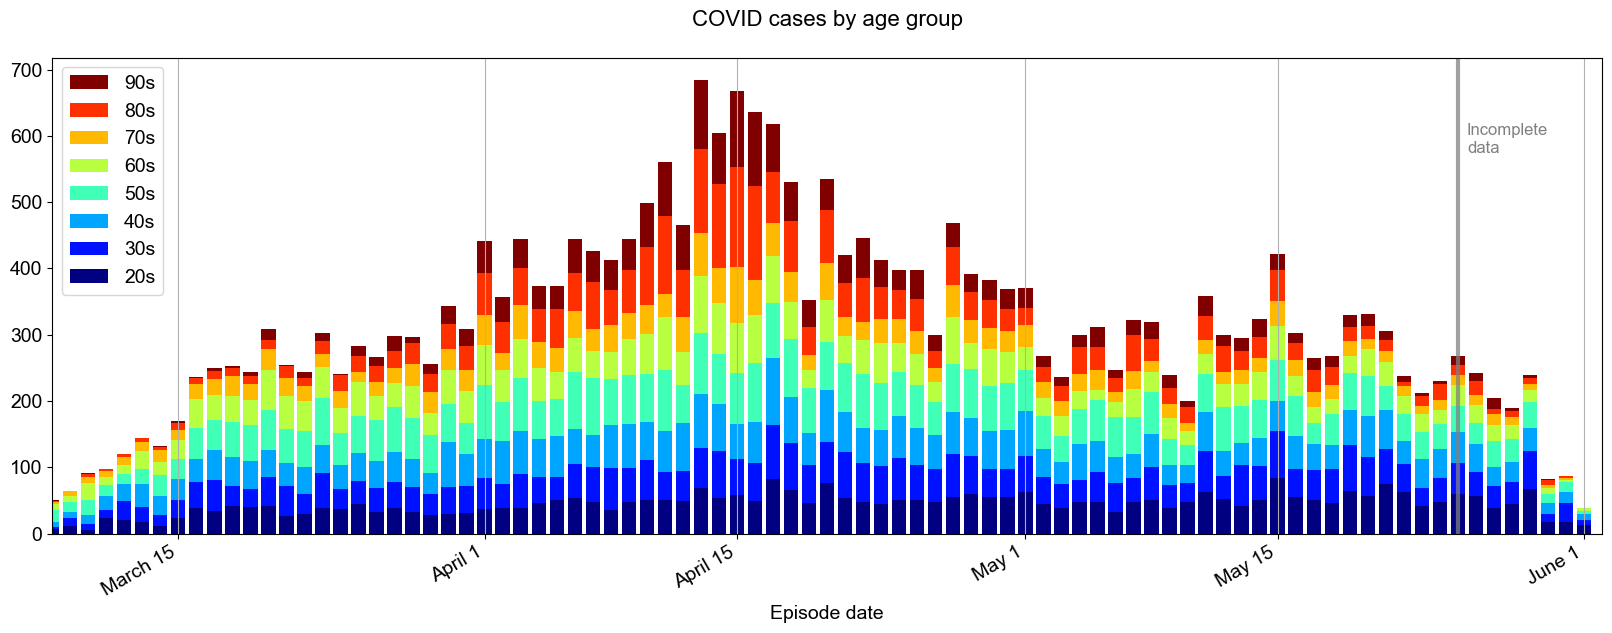 COVID cases by age group
700
600
500
400
300
200
100
0
90s
80s
70s
60s
50s
40s
30s
20s
Incomplete
data
March 15
April 1
April 15
May 1
May 15
June 1
Episode date